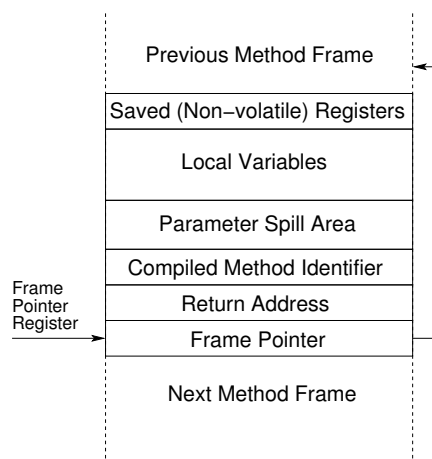 Previous Method Frame
Saved (Non−volatile) Registers
Local Variables
Parameter Spill Area
Compiled Method Identifier
Frame
Pointer
Register
Return Address
Frame Pointer
Next Method Frame